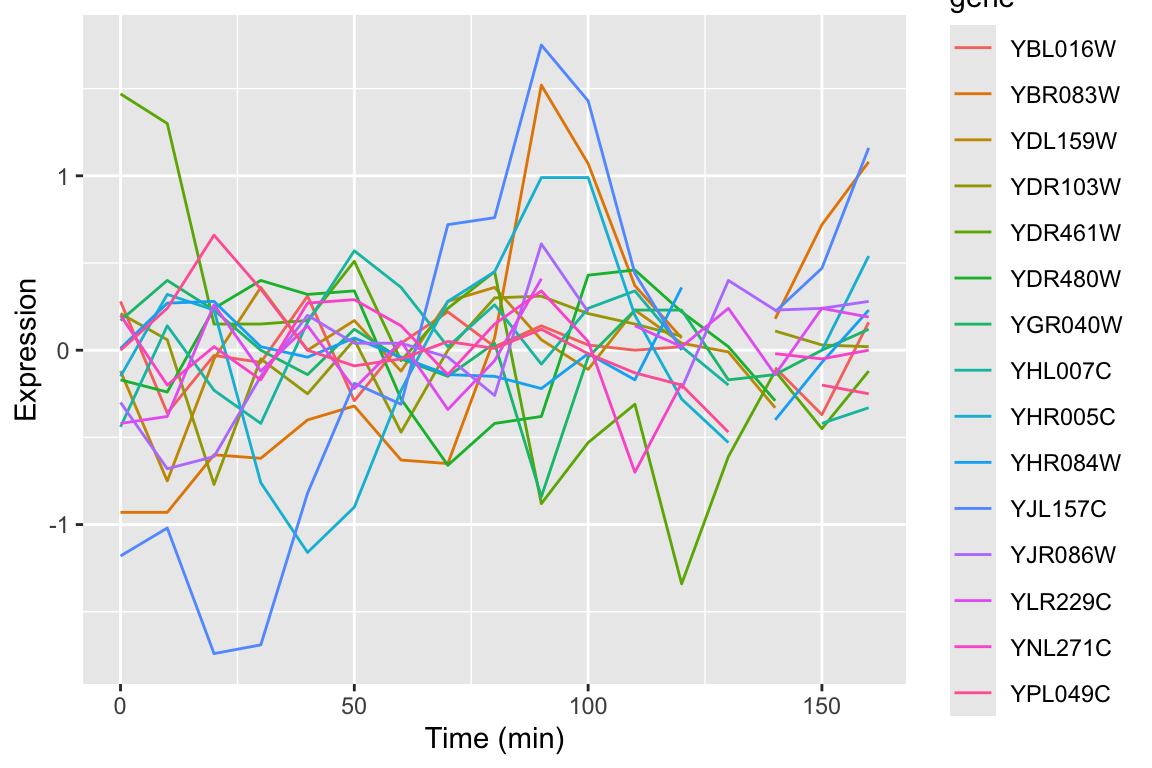 gene
YBL016W
YBR083W
YDL159W
YDR103W
YDR461W
YDR480W
YGR040W
YHL007C
YHR005C
YHR084W
YJL157C
YJR086W
YLR229C
YNL271C
YPL049C
1
0
-1
Expression
0
50
100
150
Time (min)